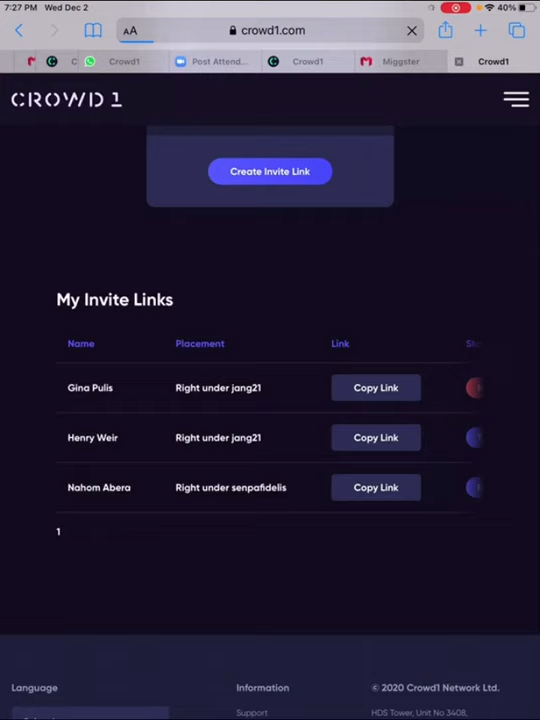 7:27 PM Wed Dec 2
40%
AA
crowd1.com
C
Crowd1
Post Attend...
Crowd1
Miggster
Crowd1
CROWD 1
Create Invite Link
My Invite Links
Name Placement Link
Gina Pulis Right under jang21 Copy Link
Henry Weir Right under jang21 Copy Link
Nahom Abera Right under senpafidelis Copy Link
1
Language Information © 2020 Crowd1 Network Ltd.
Support HDS Tower, Unit No 3408,